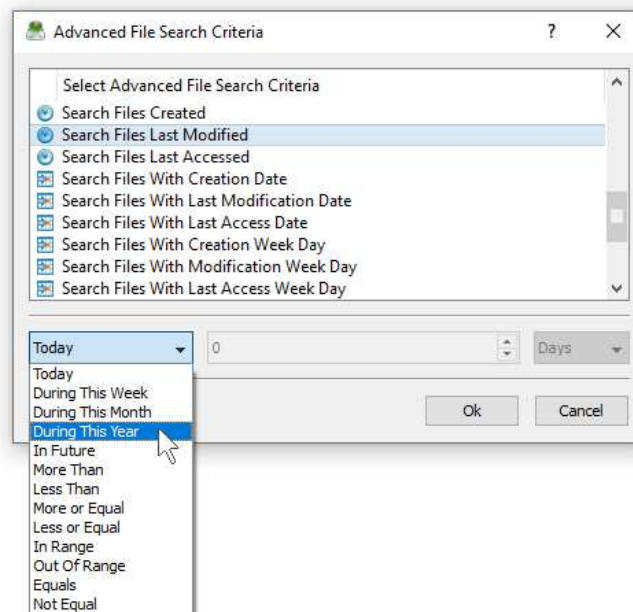 Advanced File Search Criteria
?
Select Advanced File Search Criteria
Search Files Created
Search Files Last Modified
Search Files Last Accessed
Search Files With Creation Date
Search Files With Last Modification Date
Search Files With Last Access Date
Search Files With Creation Week Day
Search Files With Modification Week Day
Search Files With Last Access Week Day
Today 0 Days
Today
During This Week
During This Month
Ok Cancel
During This Year
In Future
More Than
Less Than
More or Equal
Less or Equal
In Range
Out Of Range
Equals
Not Equal